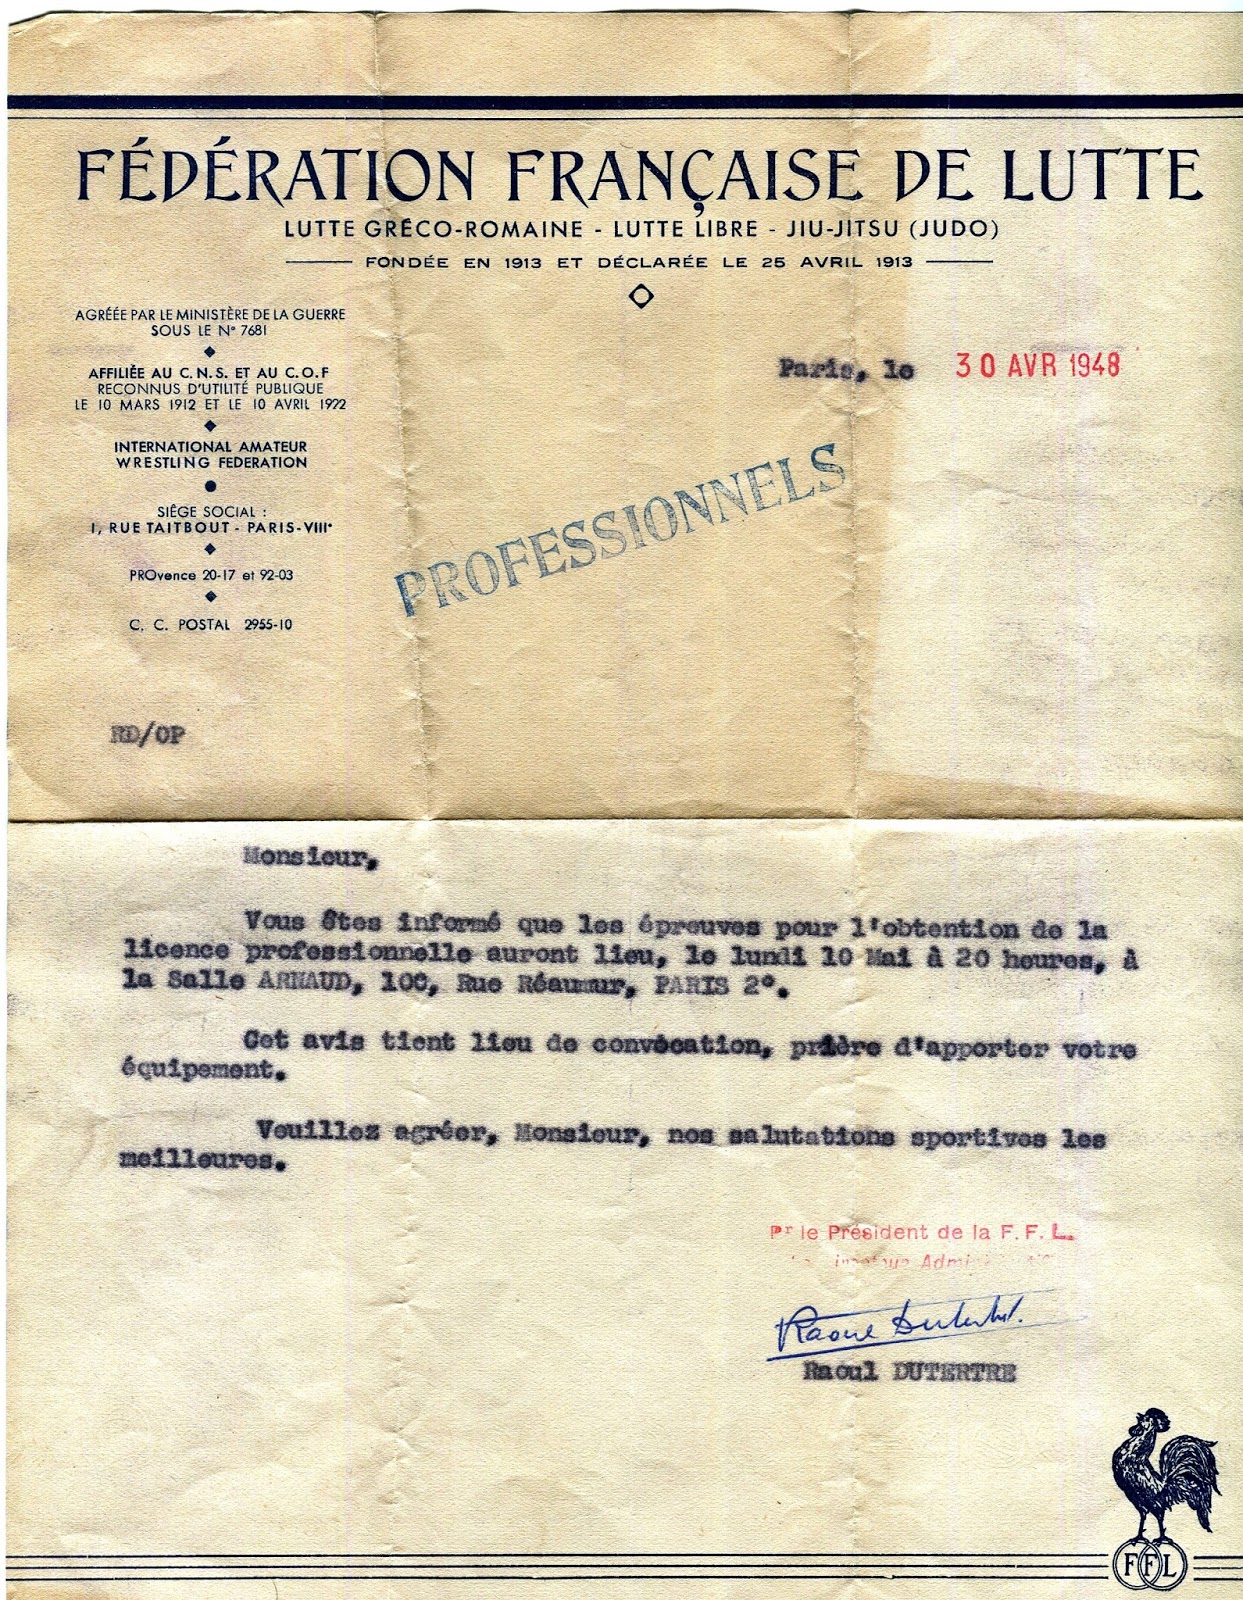 FÉDÉRATION FRANÇAISE DE LUTTE
LUTTE GRÉCO-ROMAINE - LUTTE LIBRE - JIU-JITSU (JUDO)
FONDÉE EN 1913 ET DÉCLARÉE LE 25 AVRIL 1913
AGRÉÉE PAR LE MINISTÈRE DE LA GUERRE
SOUS LE N° 7681
AFFILIÉE AU C.N.S. ET AU C.O.F
RECONNUS D'UTILITÉ PUBLIQUE
LE 10 MARS 1912 ET LE 10 AVRIL 1922
INTERNATIONAL AMATEUR
WRESTLING FEDERATION
SIÉGE SOCIAL :
1, RUE TAITBOUT - PARIS-VIIIe
PROvence 20-17 et 92-03
C. C. POSTAL 2955-10
Paris, le 30 AVR 1948
PROFESSIONNELS
RD/OP
Monsieur,
Vous êtes informé que les épreuves pour l'obtention de la
licence professionnelle auront lieu, le lundi 10 Mai à 20 heures, à
la Salle ARNAUD, 100, Rue Réaumur, PARIS 2°.
Cet avis tient lieu de convocation, prière d'apporter votre
équipement.
Veuillez agréer, Monsieur, nos salutations sportives les
meilleures.
Pr le Président de la F. F. L.
Raoul Dutertre
Raoul DUTERTRE
FFL